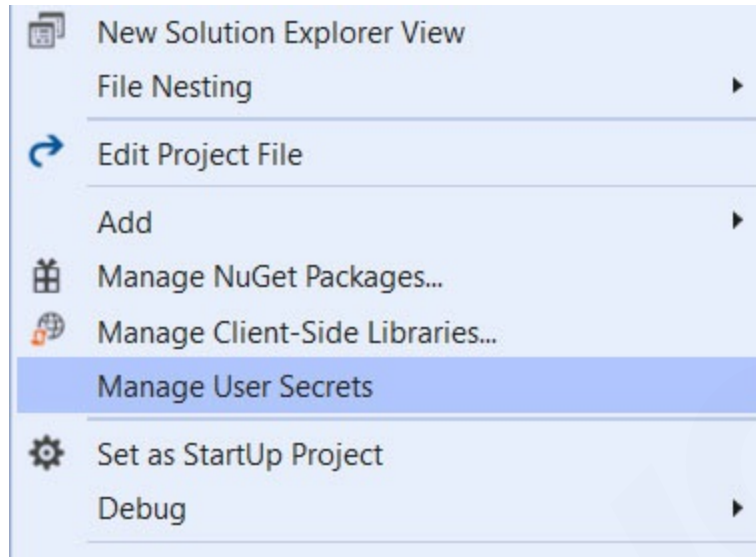 New Solution Explorer View
File Nesting
Edit Project File
Add
Manage NuGet Packages...
Manage Client-Side Libraries...
Manage User Secrets
Set as StartUp Project
Debug